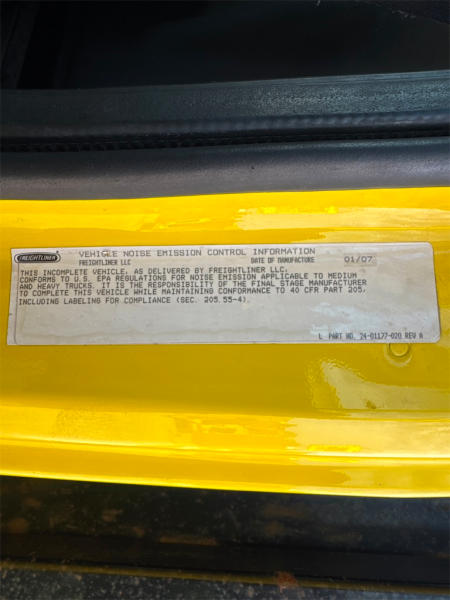 FREIGHTLINER
VEHICLE NOISE EMISSION CONTROL INFORMATION
FREIGHTLINER LLC DATE OF MANUFACTURE 01/07
THIS INCOMPLETE VEHICLE, AS DELIVERED BY FREIGHTLINER LLC.
CONFORMS TO U.S. EPA REGULATIONS FOR NOISE EMISSION APPLICABLE TO MEDIUM
AND HEAVY TRUCKS. IT IS THE RESPONSIBILITY OF THE FINAL STAGE MANUFACTURER
TO COMPLETE THIS VEHICLE WHILE MAINTAINING CONFORMANCE TO 40 CFR PART 205,
INCLUDING LABELING FOR COMPLIANCE (SEC. 205.55-4).
L PART NO. 24-01177-020 REV A